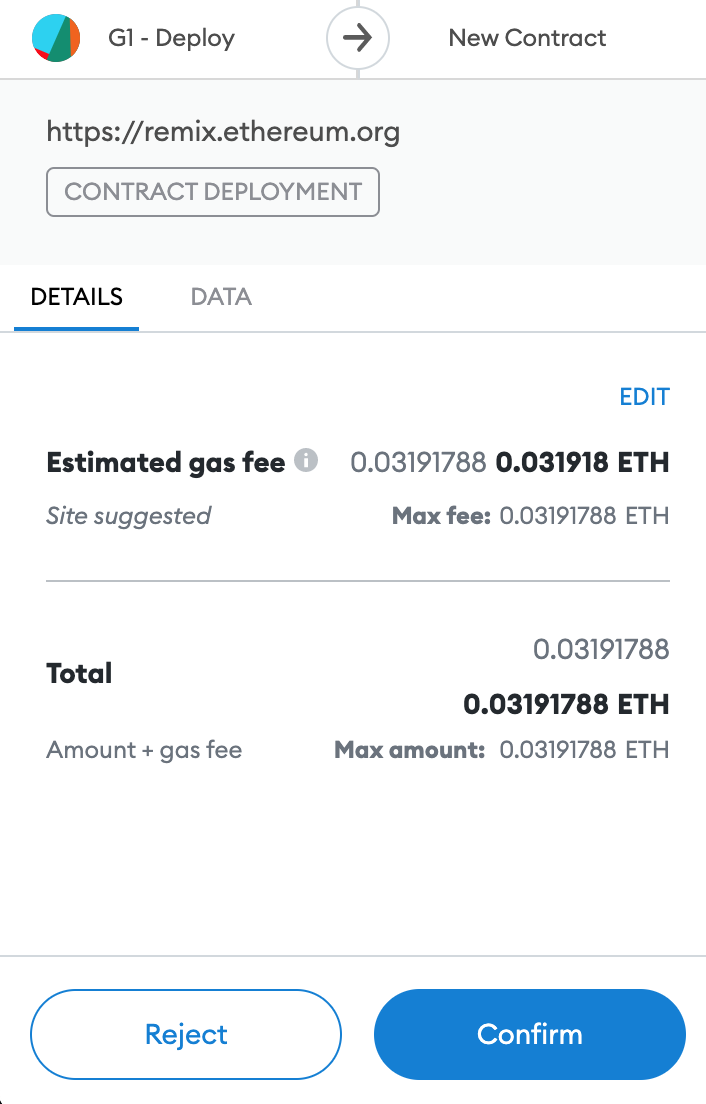 G1 - Deploy New Contract
https://remix.ethereum.org
CONTRACT DEPLOYMENT
DETAILS DATA
EDIT
Estimated gas fee 0.03191788 0.031918 ETH
Site suggested Max fee: 0.03191788 ETH
0.03191788
Total
0.03191788 ETH
Amount + gas fee Max amount: 0.03191788 ETH
Reject Confirm